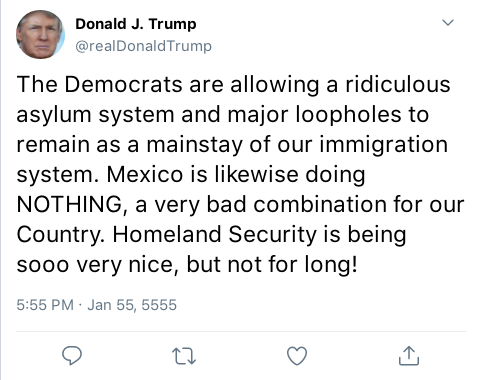 Donald J. Trump
@realDonaldTrump
The Democrats are allowing a ridiculous
asylum system and major loopholes to
remain as a mainstay of our immigration
system. Mexico is likewise doing
NOTHING, a very bad combination for our
Country. Homeland Security is being
sooo very nice, but not for long!
5:55 PM · Jan 55, 5555